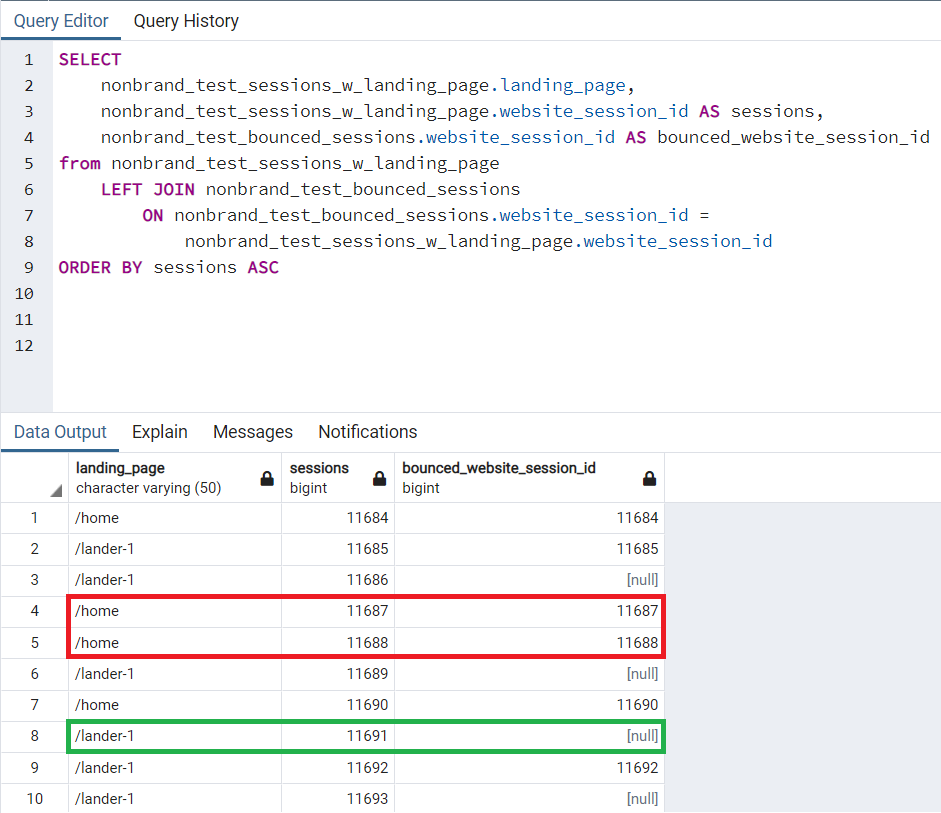 Query Editor Query History
1 SELECT
2 nonbrand_test_sessions_w_landing_page.landing_page,
3 nonbrand_test_sessions_w_landing_page.website_session_id AS sessions,
4 nonbrand_test_bounced_sessions.website_session_id AS bounced_website_session_id
5 from nonbrand_test_sessions_w_landing_page
6 LEFT JOIN nonbrand_test_bounced_sessions
7 ON nonbrand_test_bounced_sessions.website_session_id =
8 nonbrand_test_sessions_w_landing_page.website_session_id
9 ORDER BY sessions ASC
10
11
12
Data Output Explain Messages Notifications
landing_page sessions bounced_website_session_id
character varying (50) bigint bigint
1 /home 11684 11684
2 /lander-1 11685 11685
3 /lander-1 11686 [null]
4 /home 11687 11687
5 /home 11688 11688
6 /lander-1 11689 [null]
7 /home 11690 11690
8 /lander-1 11691 [null]
9 /lander-1 11692 11692
10 /lander-1 11693 [null]